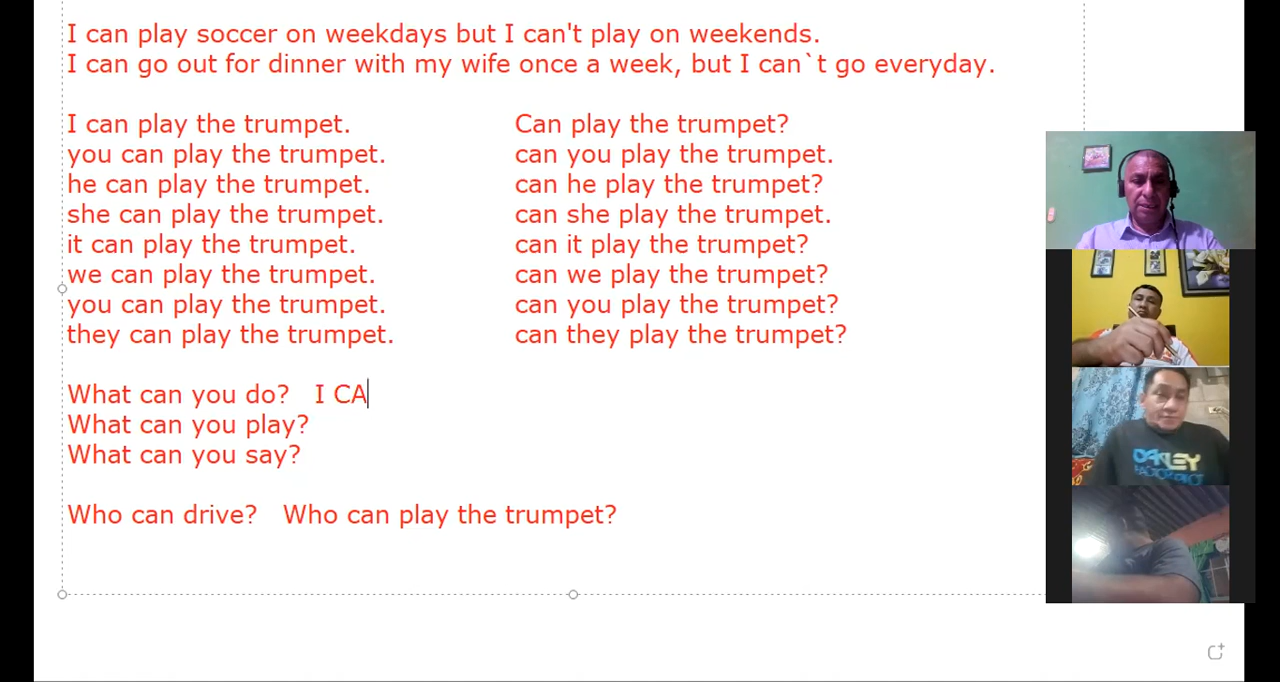 I can play soccer on weekdays but I can't play on weekends.
I can go out for dinner with my wife once a week, but I can`t go everyday.
I can play the trumpet. Can play the trumpet?
you can play the trumpet. can you play the trumpet.
he can play the trumpet. can he play the trumpet?
she can play the trumpet. can she play the trumpet.
it can play the trumpet. can it play the trumpet?
we can play the trumpet. can we play the trumpet?
you can play the trumpet. can you play the trumpet?
they can play the trumpet. can they play the trumpet?
What can you do? I CA
What can you play?
What can you say?
Who can drive? Who can play the trumpet?
OAKLEY